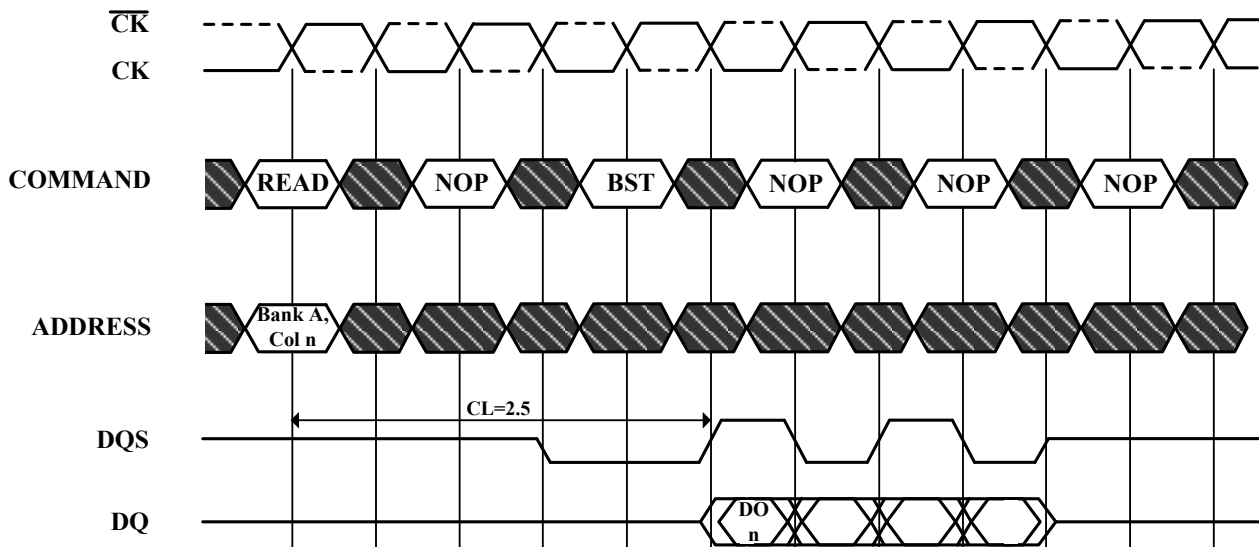 CK
CK
COMMAND
READ
NOP
BST
NOP
NOP
NOP
ADDRESS
Bank A,
Col n
CL=2.5
DQS
DQ
DO
n